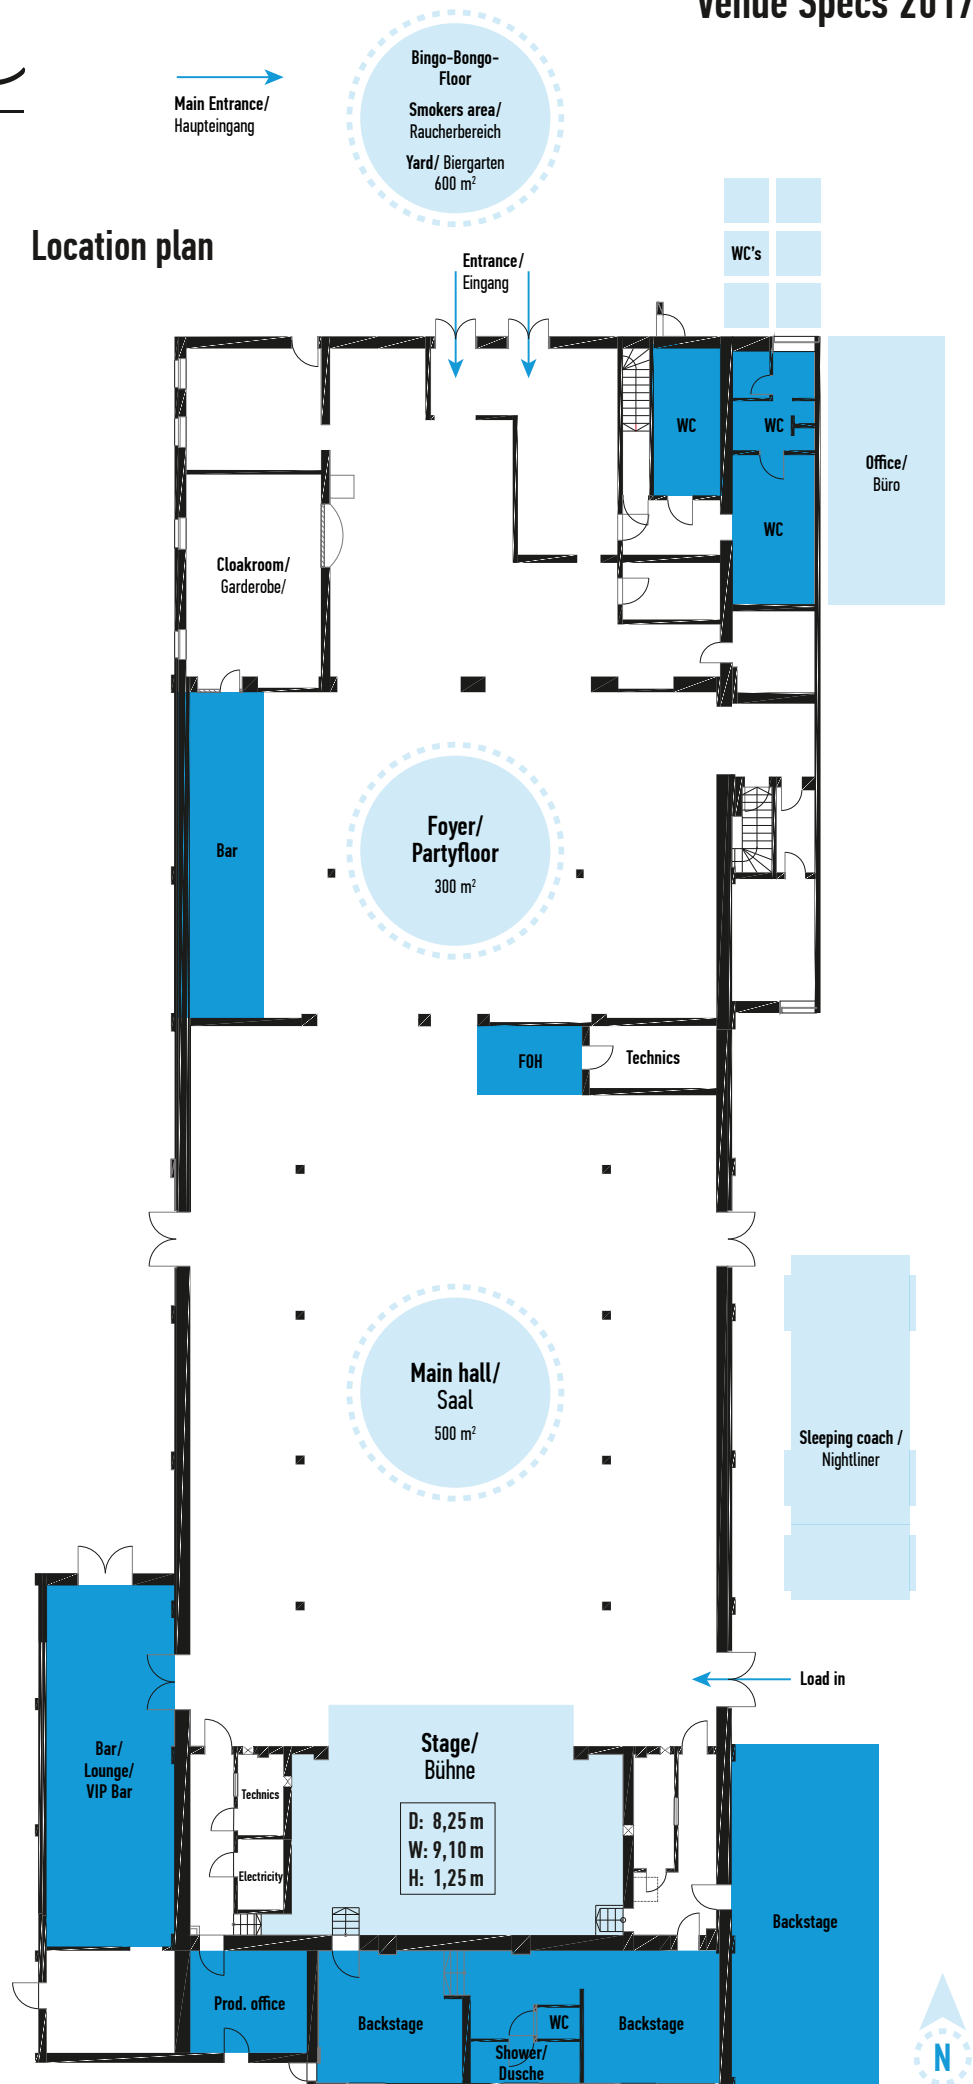 Venue Specs 2017
Bingo-Bongo-
Floor
Smokers area/
Raucherbereich
Yard/ Biergarten
600 m²
Main Entrance/
Haupteingang
Location plan
Entrance/
Eingang
WC's
WC
WC
WC
Office/
Büro
Cloakroom/
Garderobe/
Bar
Foyer/
Partyfloor
300 m²
FOH
Technics
Main hall/
Saal
500 m²
Sleeping coach /
Nightliner
Load in
Bar/
Lounge/
VIP Bar
Stage/
Bühne
D: 8,25 m
W: 9,10 m
H: 1,25 m
Technics
Electricity
Backstage
Prod. office
Backstage
WC
Shower/
Dusche
Backstage
N